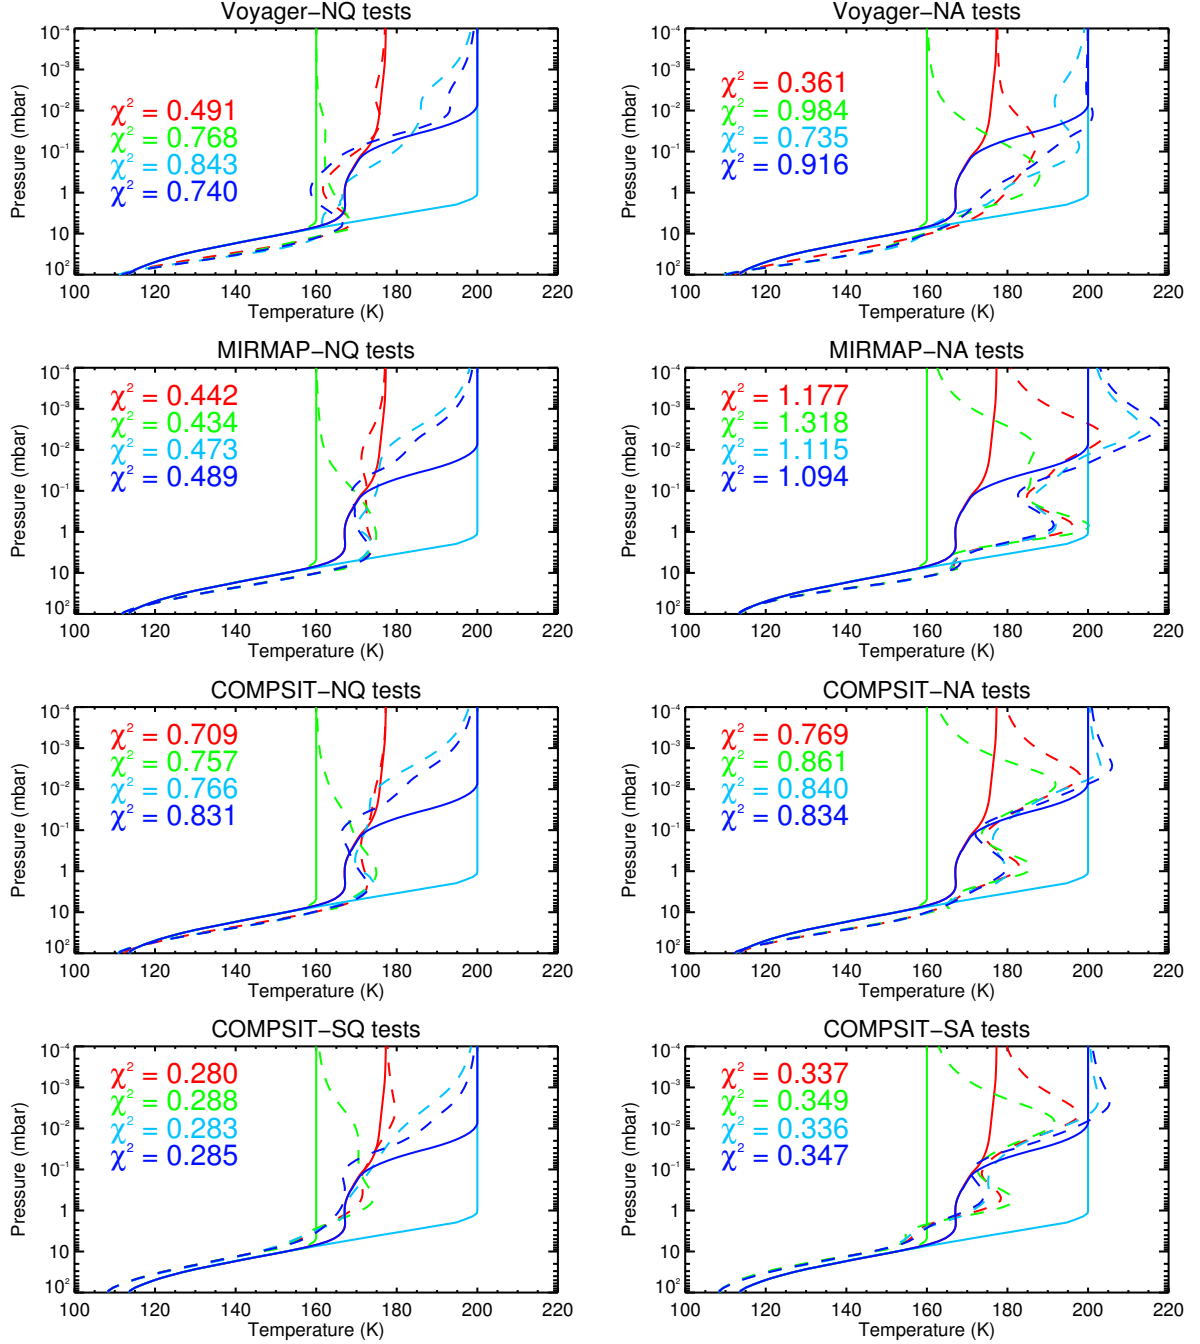 Voyager−NQ tests
10⁻⁴
10⁻³
10⁻²
10⁻¹
1
10
10²
Pressure (mbar)
χ² = 0.491
χ² = 0.768
χ² = 0.843
χ² = 0.740
100 120 140 160 180 200 220
Temperature (K)
Voyager−NA tests
10⁻⁴
10⁻³
10⁻²
10⁻¹
1
10
10²
Pressure (mbar)
χ² = 0.361
χ² = 0.984
χ² = 0.735
χ² = 0.916
100 120 140 160 180 200 220
Temperature (K)
MIRMAP−NQ tests
10⁻⁴
10⁻³
10⁻²
10⁻¹
1
10
10²
Pressure (mbar)
χ² = 0.442
χ² = 0.434
χ² = 0.473
χ² = 0.489
100 120 140 160 180 200 220
Temperature (K)
MIRMAP−NA tests
10⁻⁴
10⁻³
10⁻²
10⁻¹
1
10
10²
Pressure (mbar)
χ² = 1.177
χ² = 1.318
χ² = 1.115
χ² = 1.094
100 120 140 160 180 200 220
Temperature (K)
COMPSIT−NQ tests
10⁻⁴
10⁻³
10⁻²
10⁻¹
1
10
10²
Pressure (mbar)
χ² = 0.709
χ² = 0.757
χ² = 0.766
χ² = 0.831
100 120 140 160 180 200 220
Temperature (K)
COMPSIT−NA tests
10⁻⁴
10⁻³
10⁻²
10⁻¹
1
10
10²
Pressure (mbar)
χ² = 0.769
χ² = 0.861
χ² = 0.840
χ² = 0.834
100 120 140 160 180 200 220
Temperature (K)
COMPSIT−SQ tests
10⁻⁴
10⁻³
10⁻²
10⁻¹
1
10
10²
Pressure (mbar)
χ² = 0.280
χ² = 0.288
χ² = 0.283
χ² = 0.285
100 120 140 160 180 200 220
Temperature (K)
COMPSIT−SA tests
10⁻⁴
10⁻³
10⁻²
10⁻¹
1
10
10²
Pressure (mbar)
χ² = 0.337
χ² = 0.349
χ² = 0.336
χ² = 0.347
100 120 140 160 180 200 220
Temperature (K)